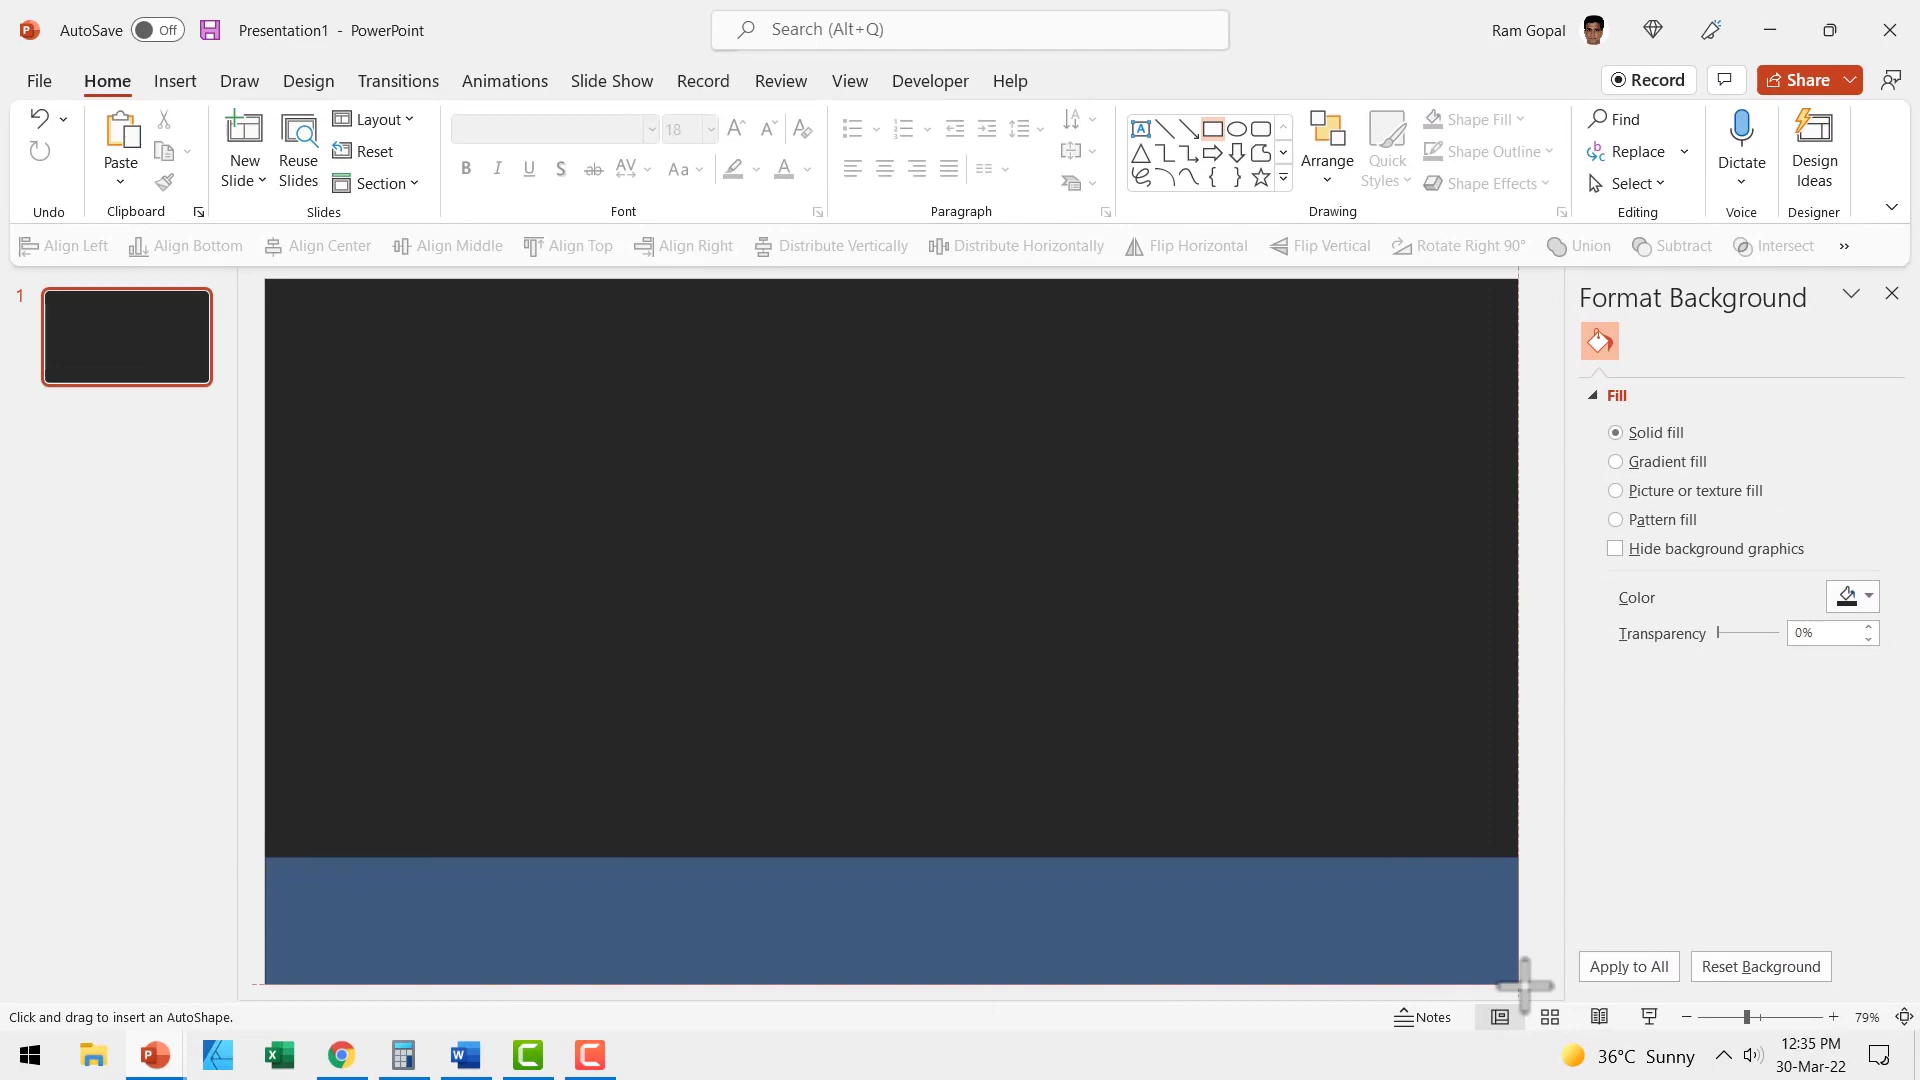 AutoSave Off Presentation1 - PowerPoint Search (Alt+Q) Ram Gopal
File Home Insert Draw Design Transitions Animations Slide Show Record Review View Developer Help Record Share
Layout 18 Shape Fill Find
Paste New Slide Reuse Slides Reset Arrange Quick Styles Shape Outline Replace Dictate Design Ideas
Section B I U S ab AV Aa A Shape Effects Select
Undo Clipboard Slides Font Paragraph Drawing Editing Voice Designer
Align Left Align Bottom Align Center Align Middle Align Top Align Right Distribute Vertically Distribute Horizontally Flip Horizontal Flip Vertical Rotate Right 90° Union Subtract Intersect
1
Format Background
Fill
Solid fill
Gradient fill
Picture or texture fill
Pattern fill
Hide background graphics
Color
Transparency 0%
Apply to All Reset Background
Click and drag to insert an AutoShape. Notes 79%
36°C Sunny 12:35 PM
30-Mar-22